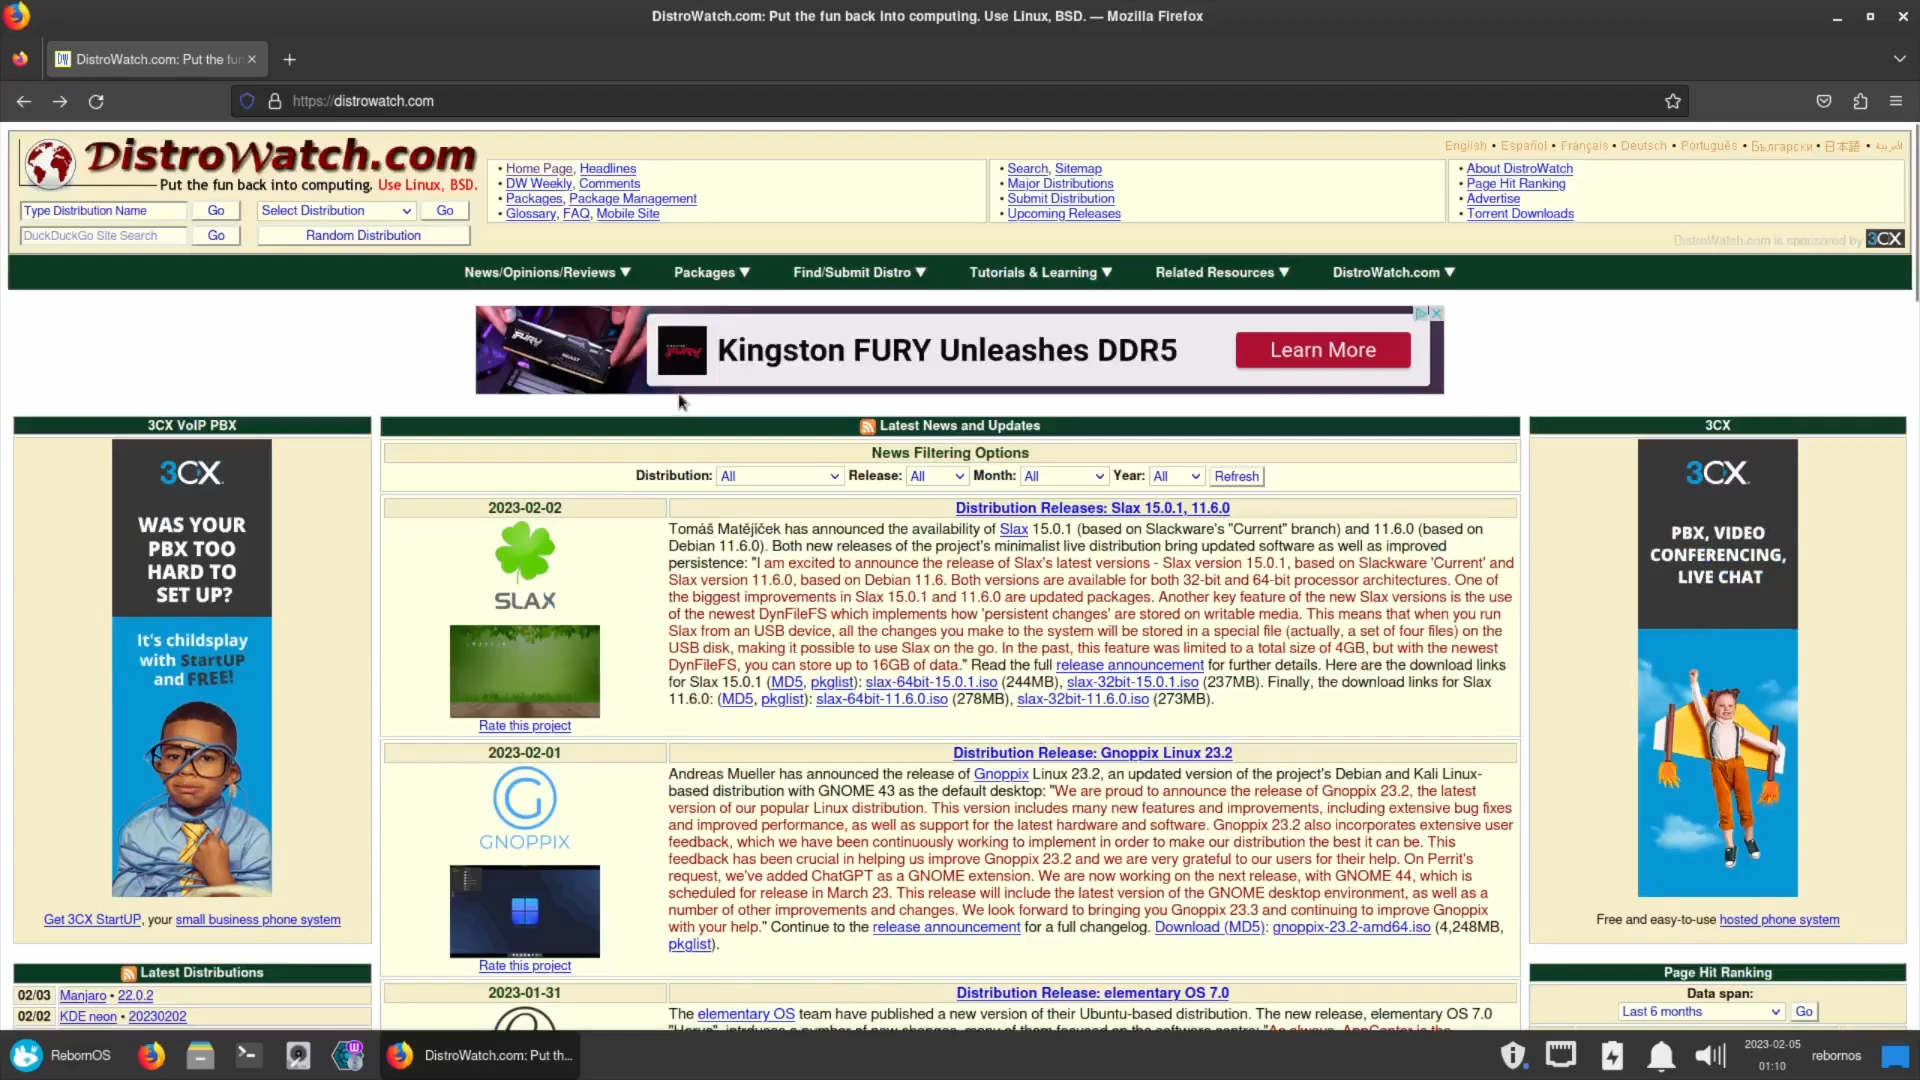 DistroWatch.com: Put the fun back into computing. Use Linux, BSD. — Mozilla Firefox
DW DistroWatch.com: Put the fun
https://distrowatch.com
DistroWatch.com
Put the fun back into computing. Use Linux, BSD.
Type Distribution Name Go Select Distribution Go
DuckDuckGo Site Search Go Random Distribution
• Home Page, Headlines
• DW Weekly, Comments
• Packages, Package Management
• Glossary, FAQ, Mobile Site
• Search, Sitemap
• Major Distributions
• Submit Distribution
• Upcoming Releases
English • Español • Français • Deutsch • Português • Български • 日本語 • العربية
• About DistroWatch
• Page Hit Ranking
• Advertise
• Torrent Downloads
DistroWatch.com is sponsored by 3CX
News/Opinions/Reviews ▼ Packages ▼ Find/Submit Distro ▼ Tutorials & Learning ▼ Related Resources ▼ DistroWatch.com ▼
FURY
BEAST
FURY
Kingston FURY Unleashes DDR5
Learn More
3CX VoIP PBX
3CX
WAS YOUR
PBX TOO
HARD TO
SET UP?
It's childsplay
with StartUP
and FREE!
Get 3CX StartUP, your small business phone system
Latest Distributions
02/03 Manjaro • 22.0.2
02/02 KDE neon • 20230202
Latest News and Updates
News Filtering Options
Distribution: All Release: All Month: All Year: All Refresh
2023-02-02
SLAX
Rate this project
Distribution Releases: Slax 15.0.1, 11.6.0
Tomáš Matějíček has announced the availability of Slax 15.0.1 (based on Slackware's "Current" branch) and 11.6.0 (based on
Debian 11.6.0). Both new releases of the project's minimalist live distribution bring updated software as well as improved
persistence: "I am excited to announce the release of Slax's latest versions - Slax version 15.0.1, based on Slackware 'Current' and
Slax version 11.6.0, based on Debian 11.6. Both versions are available for both 32-bit and 64-bit processor architectures. One of
the biggest improvements in Slax 15.0.1 and 11.6.0 are updated packages. Another key feature of the new Slax versions is the use
of the newest DynFileFS which implements how 'persistent changes' are stored on writable media. This means that when you run
Slax from an USB device, all the changes you make to the system will be stored in a special file (actually, a set of four files) on the
USB disk, making it possible to use Slax on the go. In the past, this feature was limited to a total size of 4GB, but with the newest
DynFileFS, you can store up to 16GB of data." Read the full release announcement for further details. Here are the download links
for Slax 15.0.1 (MD5, pkglist): slax-64bit-15.0.1.iso (244MB), slax-32bit-15.0.1.iso (237MB). Finally, the download links for Slax
11.6.0: (MD5, pkglist): slax-64bit-11.6.0.iso (278MB), slax-32bit-11.6.0.iso (273MB).
2023-02-01
GNOPPIX
Rate this project
Distribution Release: Gnoppix Linux 23.2
Andreas Mueller has announced the release of Gnoppix Linux 23.2, an updated version of the project's Debian and Kali Linux-
based distribution with GNOME 43 as the default desktop: "We are proud to announce the release of Gnoppix 23.2, the latest
version of our popular Linux distribution. This version includes many new features and improvements, including extensive bug fixes
and improved performance, as well as support for the latest hardware and software. Gnoppix 23.2 also incorporates extensive user
feedback, which we have been continuously working to implement in order to make our distribution the best it can be. This
feedback has been crucial in helping us improve Gnoppix 23.2 and we are very grateful to our users for their help. On Perrit's
request, we've added ChatGPT as a GNOME extension. We are now working on the next release, with GNOME 44, which is
scheduled for release in March 23. This release will include the latest version of the GNOME desktop environment, as well as a
number of other improvements and changes. We look forward to bringing you Gnoppix 23.3 and continuing to improve Gnoppix
with your help." Continue to the release announcement for a full changelog. Download (MD5): gnoppix-23.2-amd64.iso (4,248MB,
pkglist).
2023-01-31
Distribution Release: elementary OS 7.0
The elementary OS team have published a new version of their Ubuntu-based distribution. The new release, elementary OS 7.0
3CX
3CX
PBX, VIDEO
CONFERENCING,
LIVE CHAT
Free and easy-to-use hosted phone system
Page Hit Ranking
Data span:
Last 6 months Go
RebornOS
W
DistroWatch.com: Put th...
2023-02-05
01:10
rebornos